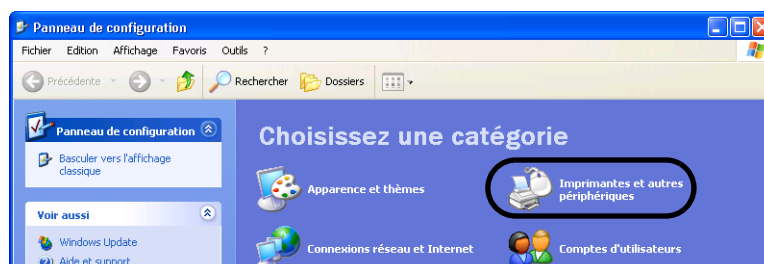 Panneau de configuration
Fichier Edition Affichage Favoris Outils ?
Précédente Rechercher Dossiers
Panneau de configuration
Basculer vers l'affichage
classique
Voir aussi
Windows Update
Aide et support
Choisissez une catégorie
Apparence et thèmes
Imprimantes et autres
périphériques
Connexions réseau et Internet
Comptes d'utilisateurs